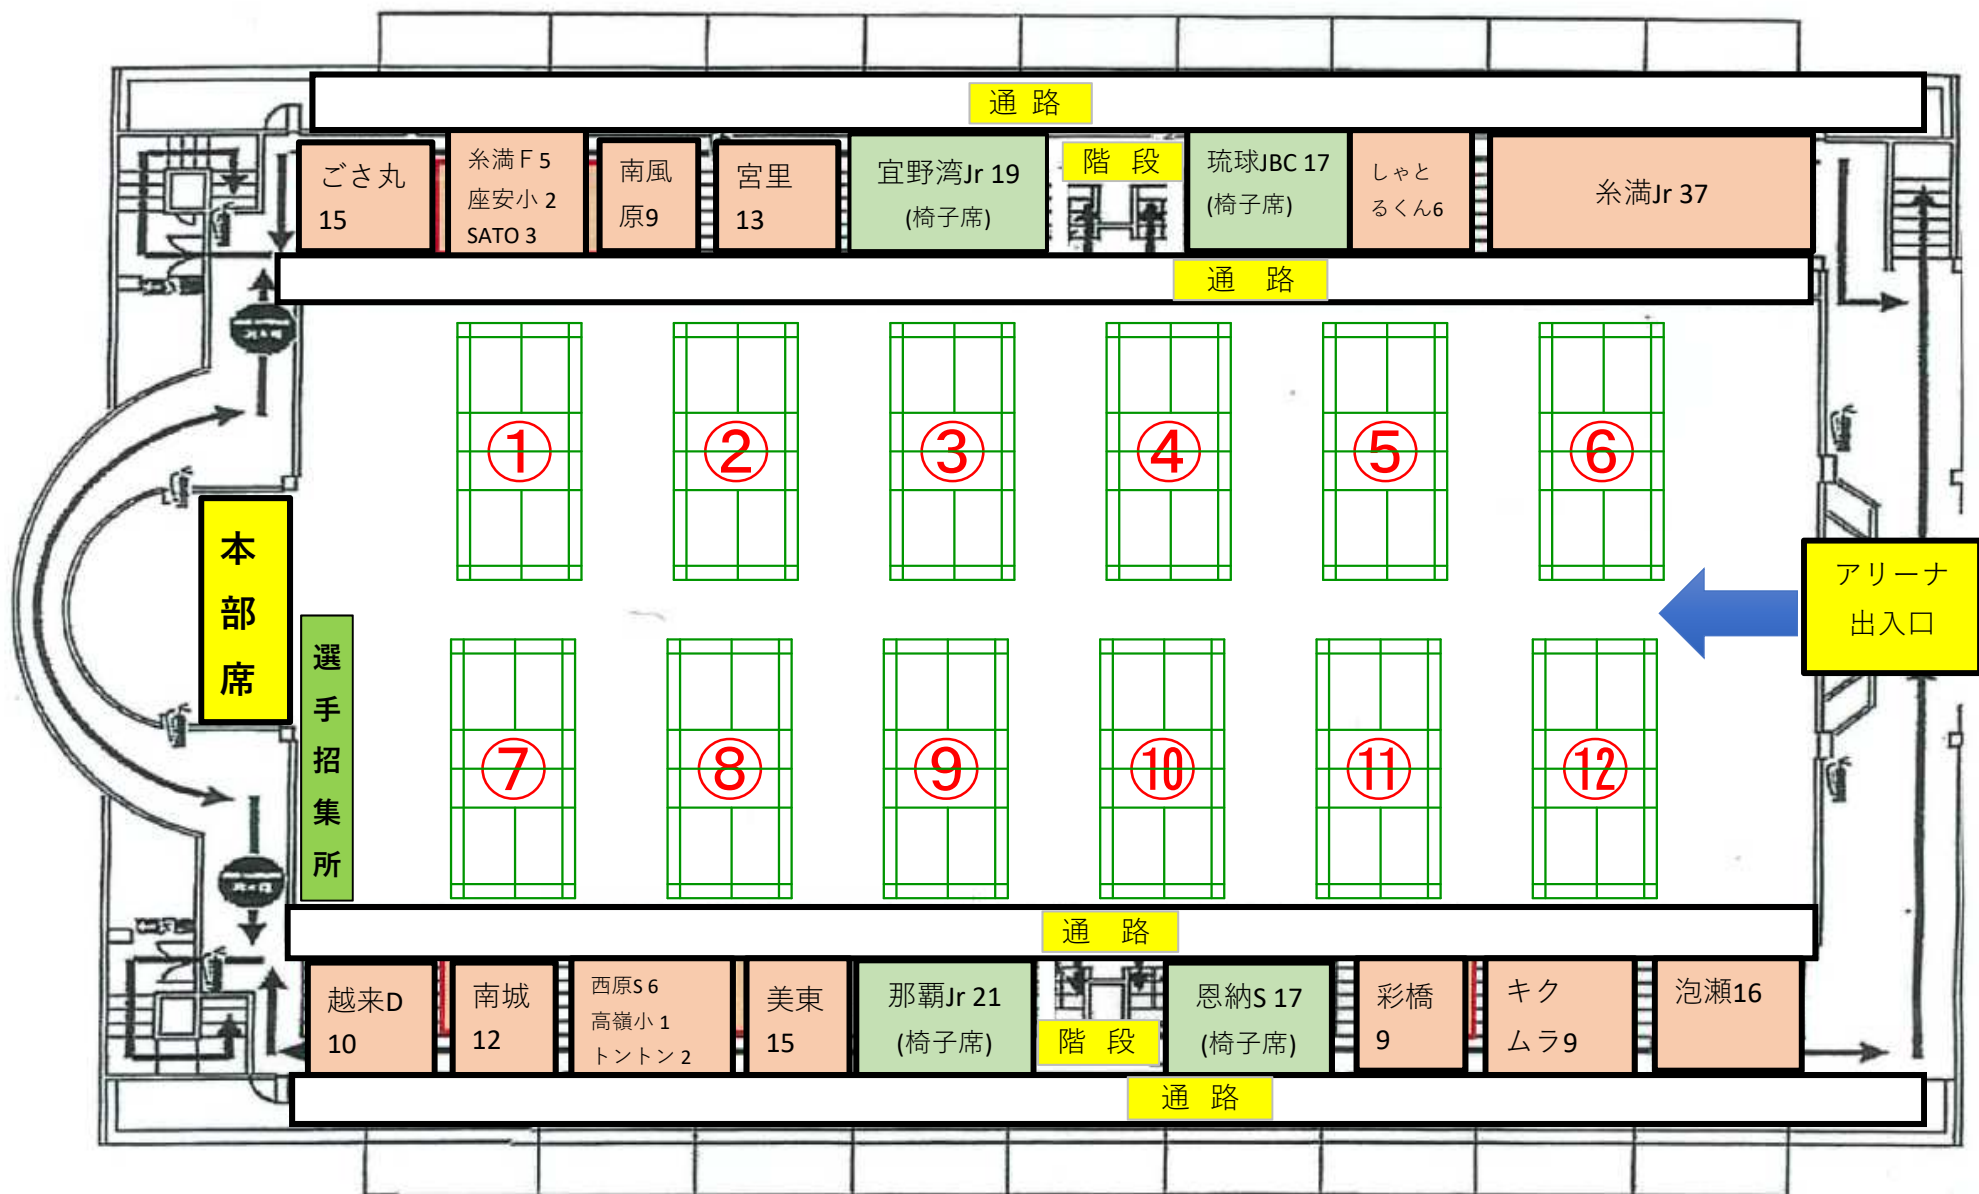 通 路
ごさ丸
15
糸満Ｆ5
座安小 2
SATO 3
南風
原9
宮里
13
宜野湾Jr 19
(椅子席)
階 段
琉球JBC 17
(椅子席)
しゃと
るくん6
糸満Jr 37
通 路
①
②
③
④
⑤
⑥
本部席
アリーナ
出入口
選手招集所
⑦
⑧
⑨
⑩
⑪
⑫
通 路
越来D
10
南城
12
西原S 6
高嶺小 1
トントン 2
美東
15
那覇Jr 21
(椅子席)
階 段
恩納S 17
(椅子席)
彩橋
9
キク
ムラ9
泡瀬16
通 路